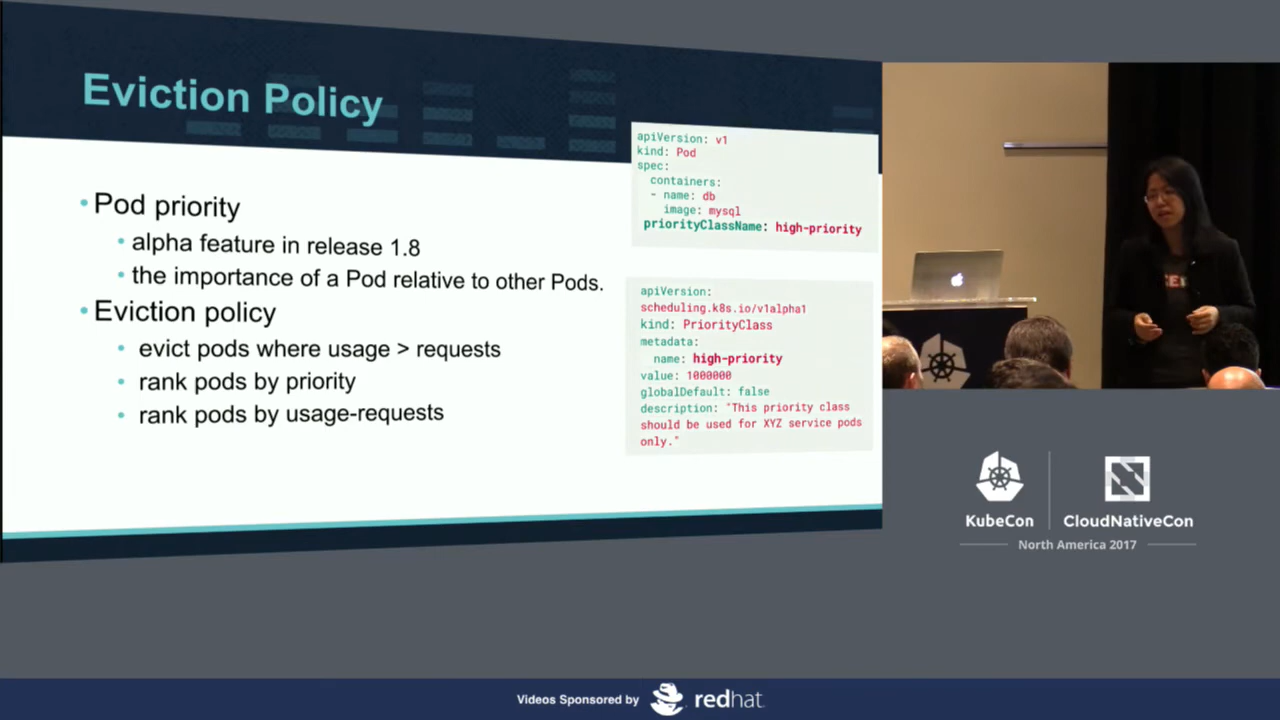 Eviction Policy
Pod priority
alpha feature in release 1.8
the importance of a Pod relative to other Pods.
Eviction policy
evict pods where usage > requests
rank pods by priority
rank pods by usage-requests
apiVersion: v1
kind: Pod
spec:
containers:
- name: db
image: mysql
priorityClassName: high-priority
apiVersion:
scheduling.k8s.io/v1alpha1
kind: PriorityClass
metadata:
name: high-priority
value: 1000000
globalDefault: false
description: "This priority class
should be used for XYZ service pods
only."
KubeCon
CloudNativeCon
North America 2017
Videos Sponsored by
redhat